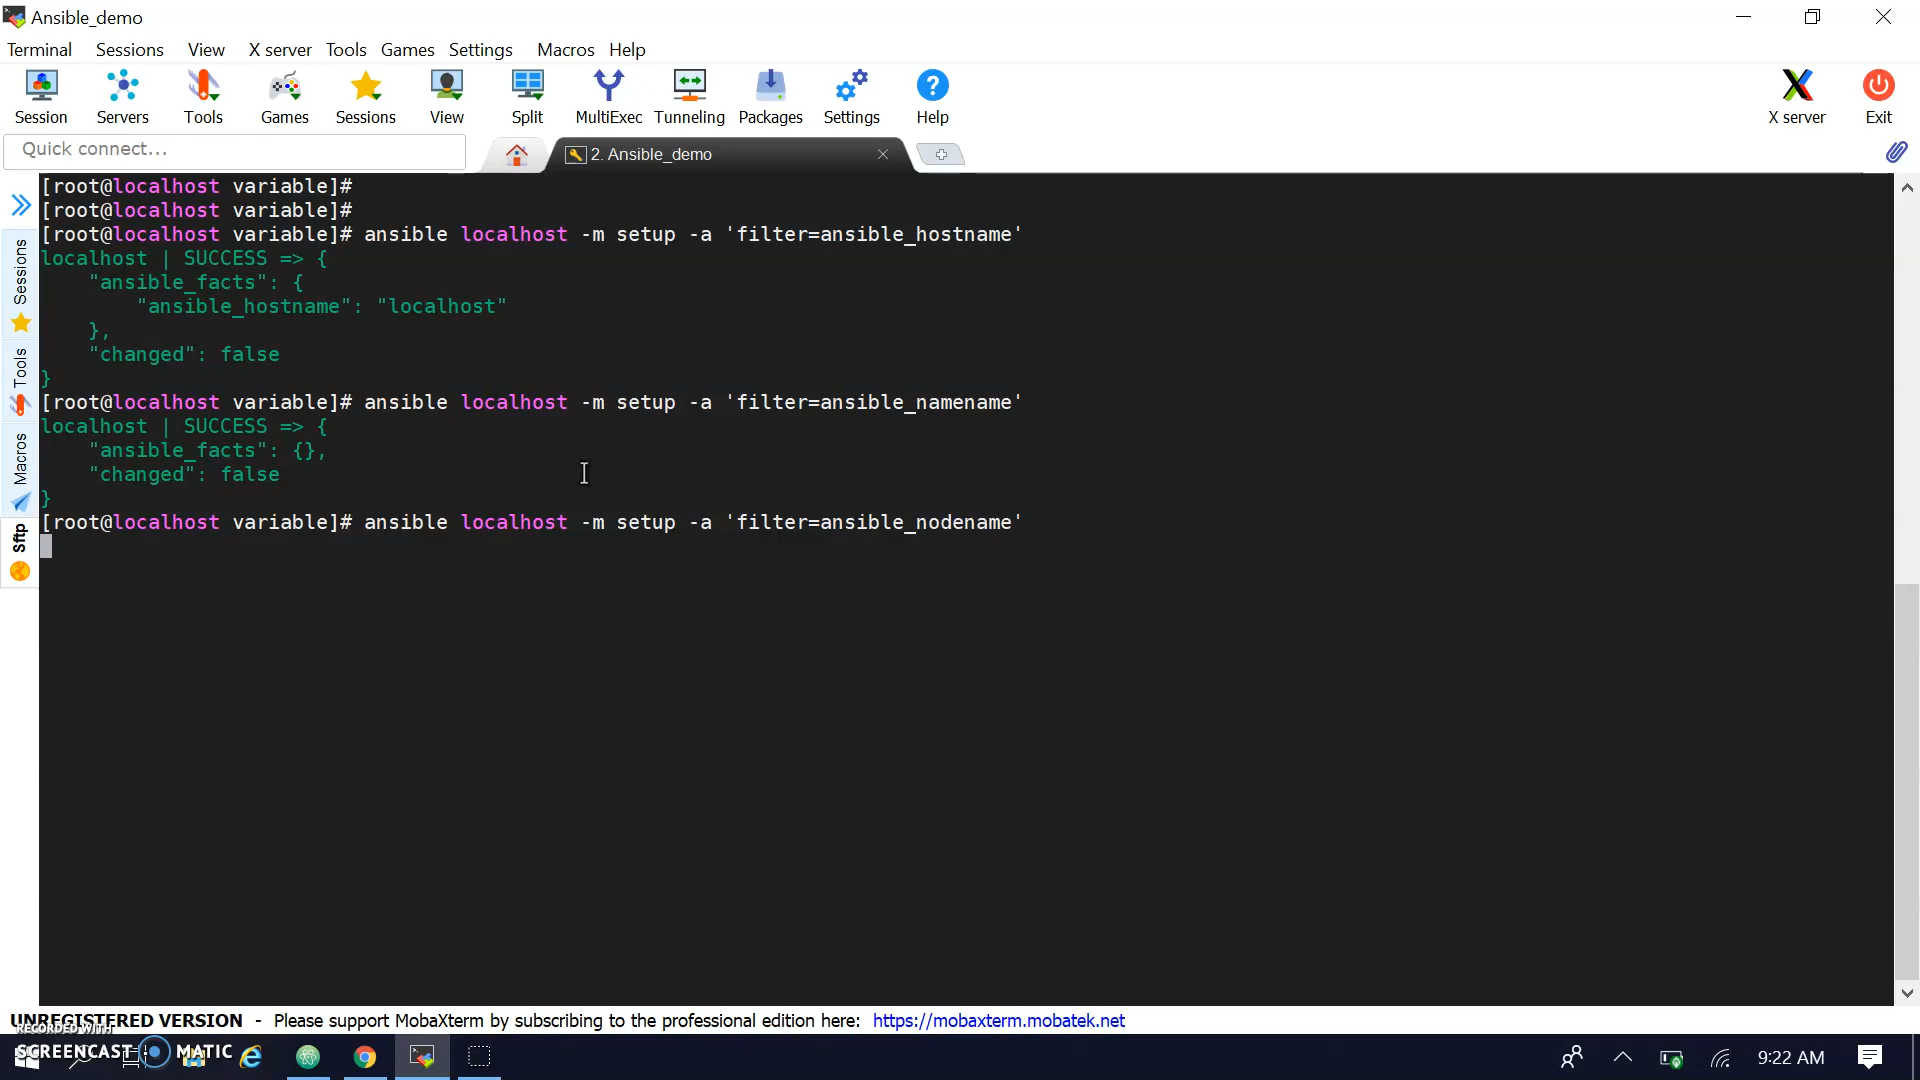 Ansible_demo
Terminal Sessions View X server Tools Games Settings Macros Help
Session Servers Tools Games Sessions View Split MultiExec Tunneling Packages Settings Help X server Exit
Quick connect... 2. Ansible_demo
[root@localhost variable]#
[root@localhost variable]#
[root@localhost variable]# ansible localhost -m setup -a 'filter=ansible_hostname'
localhost | SUCCESS => {
    "ansible_facts": {
        "ansible_hostname": "localhost"
    },
    "changed": false
}
[root@localhost variable]# ansible localhost -m setup -a 'filter=ansible_namename'
localhost | SUCCESS => {
    "ansible_facts": {},
    "changed": false
}
[root@localhost variable]# ansible localhost -m setup -a 'filter=ansible_nodename'
Sessions
Tools
Macros
Sftp
UNREGISTERED VERSION - Please support MobaXterm by subscribing to the professional edition here: https://mobaxterm.mobatek.net
RECORDED WITH
SCREENCAST MATIC
9:22 AM